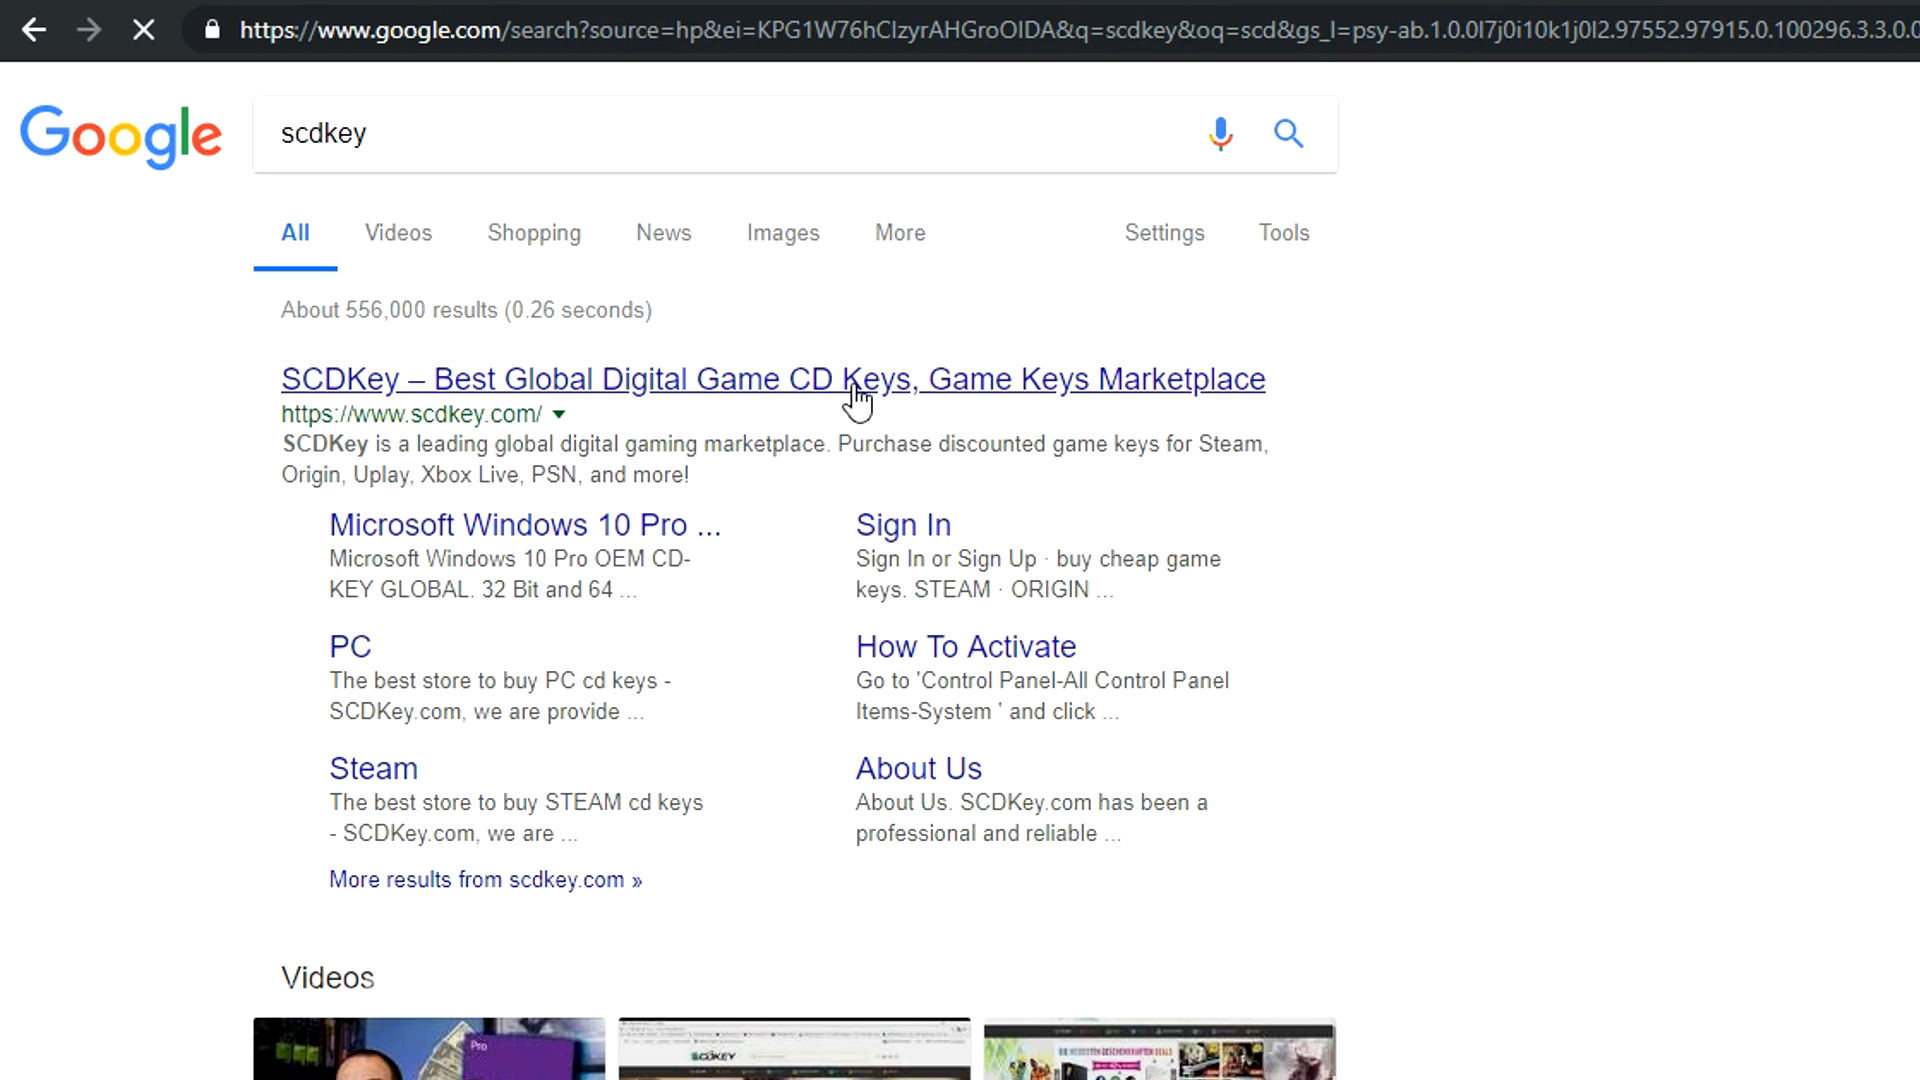 https://www.google.com/search?source=hp&ei=KPG1W76hCIzyrAHGroOIDA&q=scdkey&oq=scd&gs_l=psy-ab.1.0.0l7j0i10k1j0l2.97552.97915.0.100296.3.3.0.0
Google
scdkey
All Videos Shopping News Images More Settings Tools
About 556,000 results (0.26 seconds)
SCDKey – Best Global Digital Game CD Keys, Game Keys Marketplace
https://www.scdkey.com/
SCDKey is a leading global digital gaming marketplace. Purchase discounted game keys for Steam,
Origin, Uplay, Xbox Live, PSN, and more!
Microsoft Windows 10 Pro ...
Microsoft Windows 10 Pro OEM CD-
KEY GLOBAL. 32 Bit and 64 ...
Sign In
Sign In or Sign Up · buy cheap game
keys. STEAM · ORIGIN ...
PC
The best store to buy PC cd keys -
SCDKey.com, we are provide ...
How To Activate
Go to 'Control Panel-All Control Panel
Items-System ' and click ...
Steam
The best store to buy STEAM cd keys
- SCDKey.com, we are ...
About Us
About Us. SCDKey.com has been a
professional and reliable ...
More results from scdkey.com »
Videos
Pro
SCDKEY